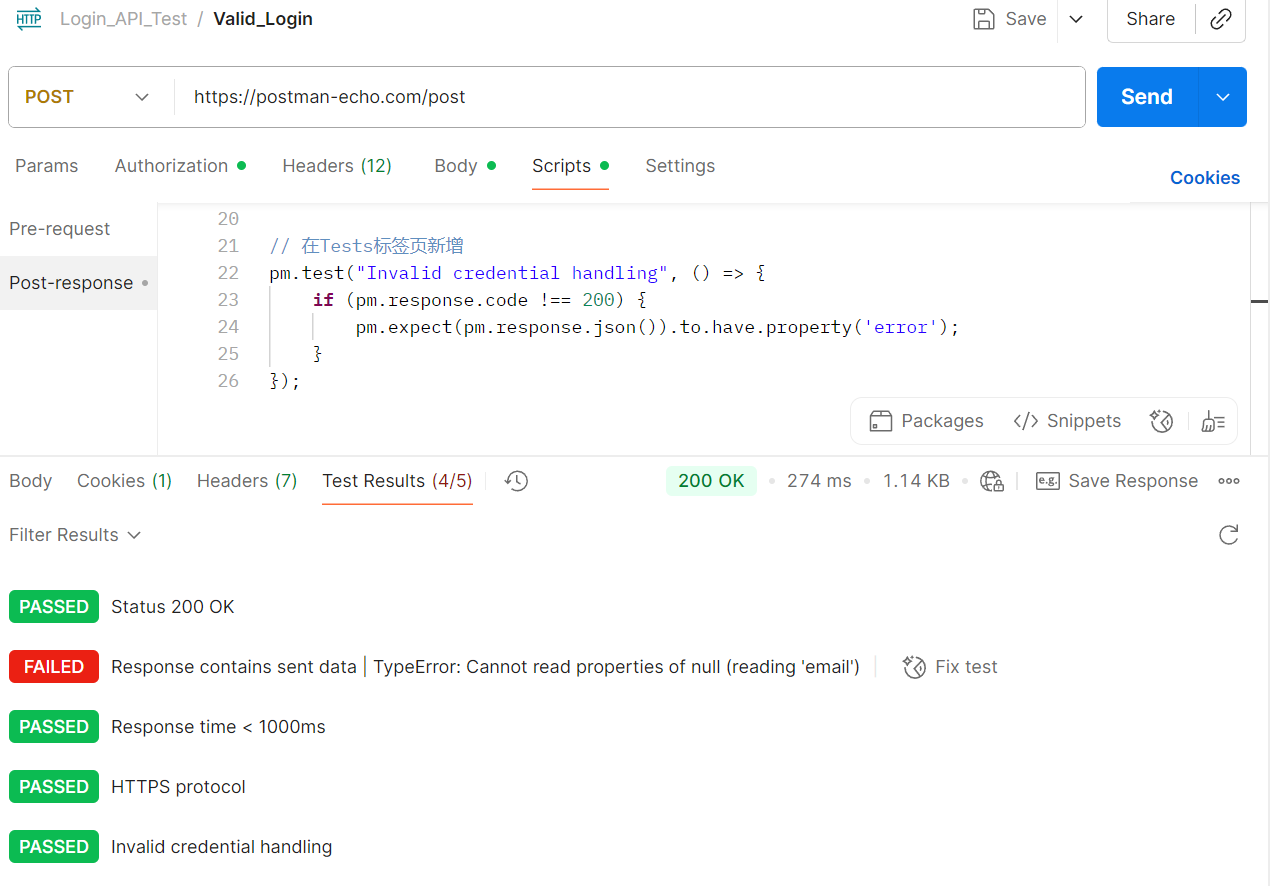 HTTP Login_API_Test / Valid_Login Save Share
POST https://postman-echo.com/post Send
Params Authorization Headers (12) Body Scripts Settings
Cookies
Pre-request
Post-response
20
21 // 在Tests标签页新增
22 pm.test("Invalid credential handling", () => {
23 if (pm.response.code !== 200) {
24 pm.expect(pm.response.json()).to.have.property('error');
25 }
26 });
Packages </> Snippets
Body Cookies (1) Headers (7) Test Results (4/5) 200 OK • 274 ms • 1.14 KB • e.g. Save Response
Filter Results
PASSED Status 200 OK
FAILED Response contains sent data | TypeError: Cannot read properties of null (reading 'email') Fix test
PASSED Response time < 1000ms
PASSED HTTPS protocol
PASSED Invalid credential handling